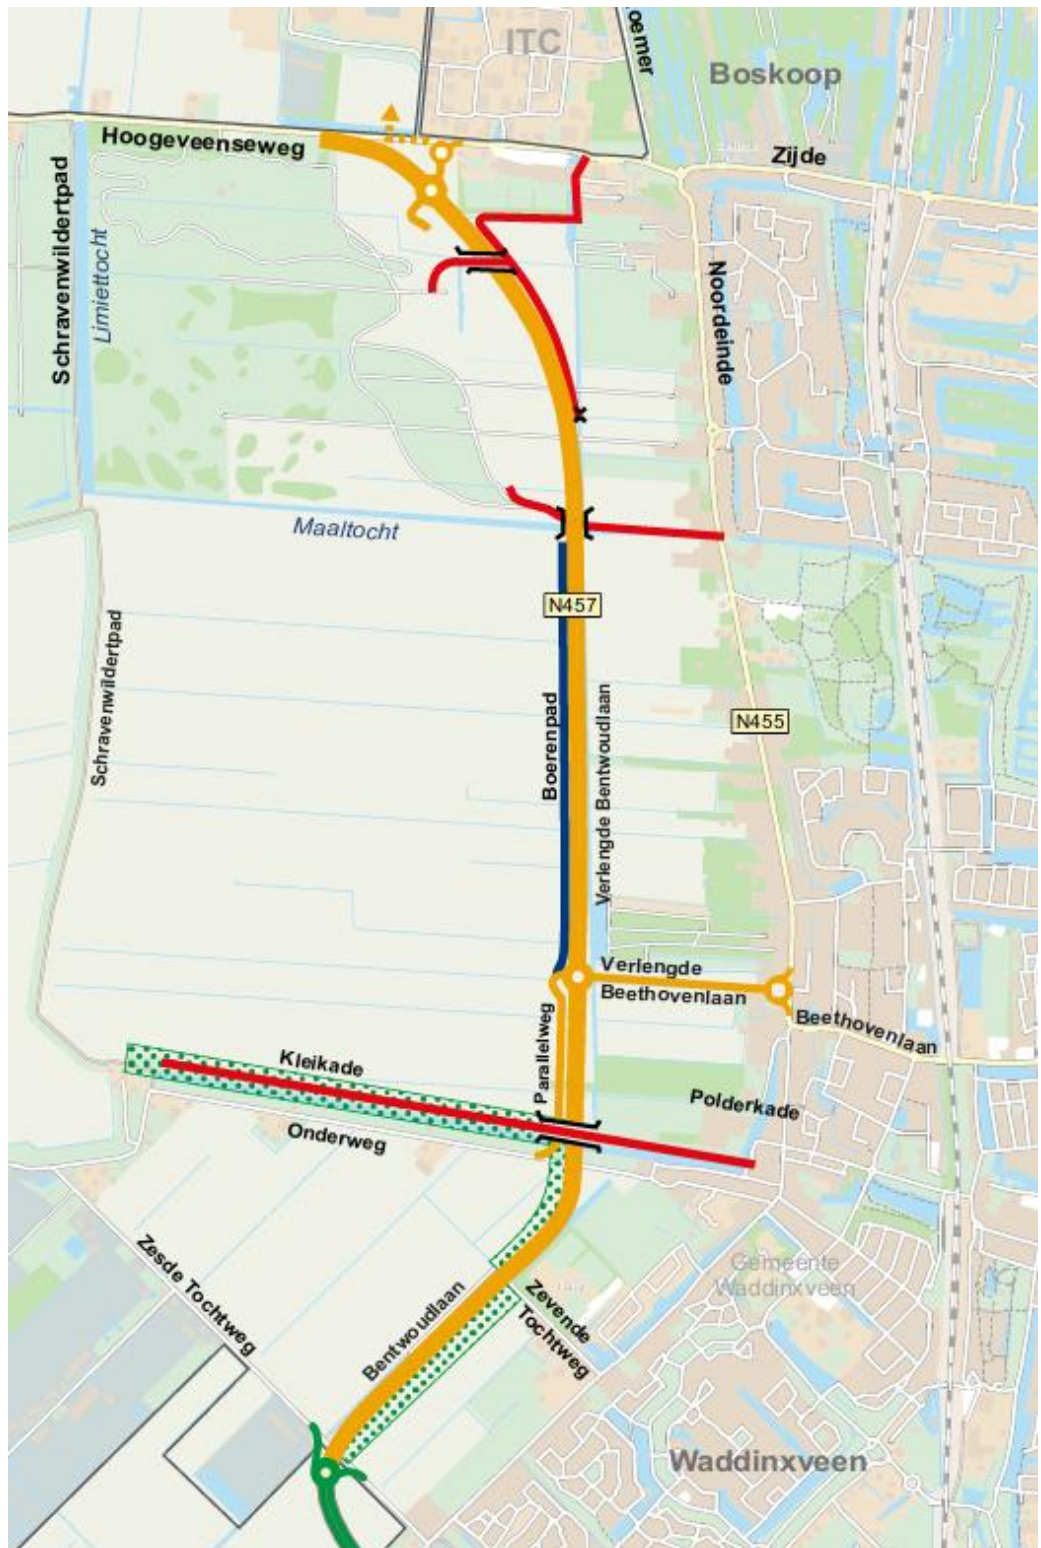 ITC
oemer
Boskoop
Hoogeveenseweg
Zijde
Schravenwildertpad
Limiettocht
Noordeinde
Maaltocht
N457
Schravenwildertpad
Boerenpad
Verlengde Bentwoudlaan
N455
Verlengde
Beethovenlaan
Beethovenlaan
Parallelweg
Kleikade
Polderkade
Onderweg
Zesde Tochtweg
Bentwoudlaan
Zevende
Tochtweg
Gemeente
Waddinxveen
Waddinxveen